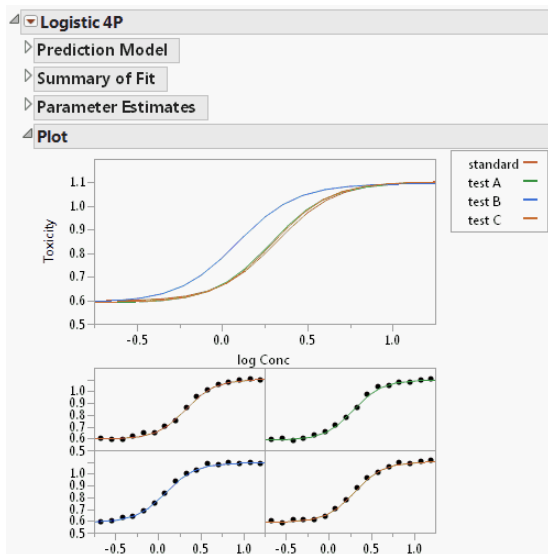 Logistic 4P
Prediction Model
Summary of Fit
Parameter Estimates
Plot
standard
test A
test B
test C
Toxicity
1.1
1.0
0.9
0.8
0.7
0.6
0.5
-0.5 0.0 0.5 1.0
log Conc
1.0
0.9
0.8
0.7
0.6
0.5
1.0
0.9
0.8
0.7
0.6
0.5
-0.5 0.0 0.5 -0.5 0.0 0.5 1.0